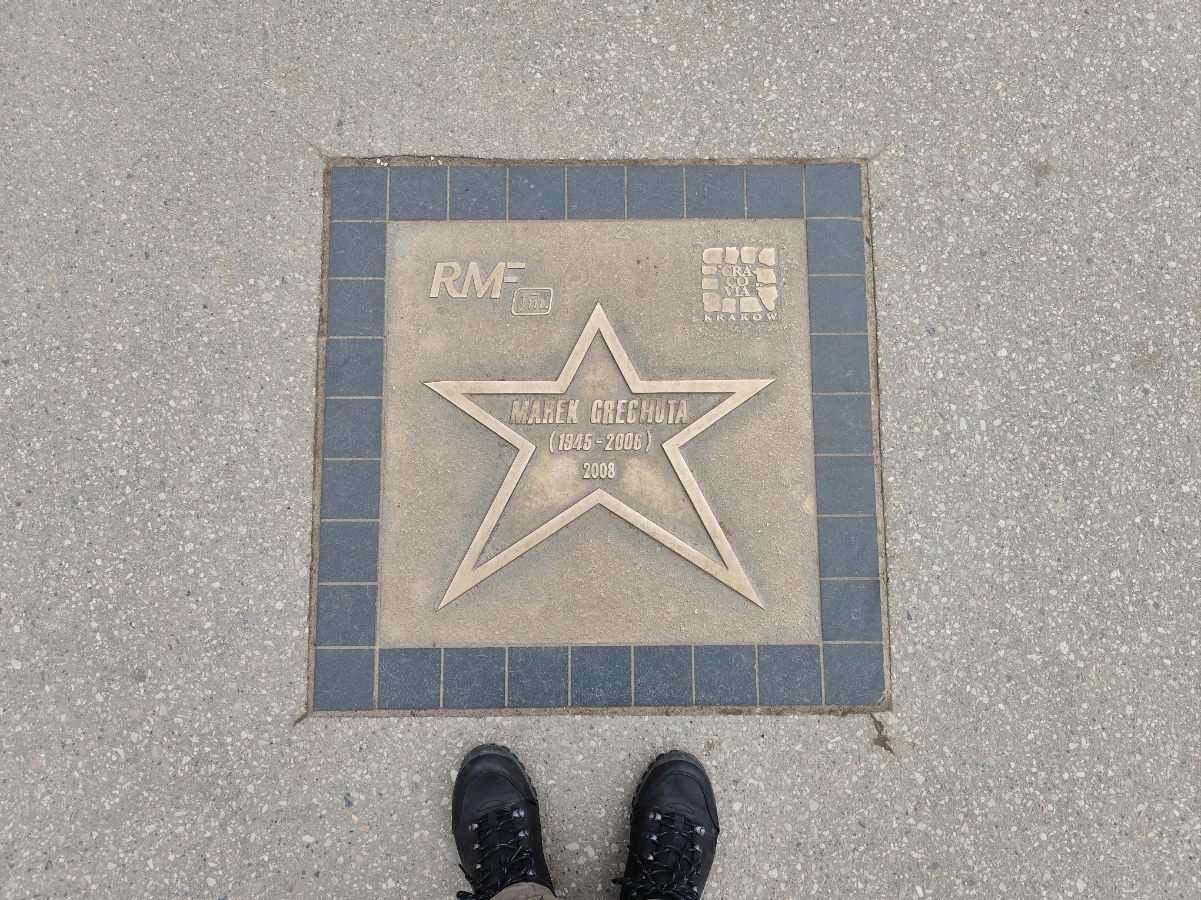 RMF
fm
CRA
CO
VIA
KRAKÓW
MAREK GRECHUTA
(1945-2006)
2008